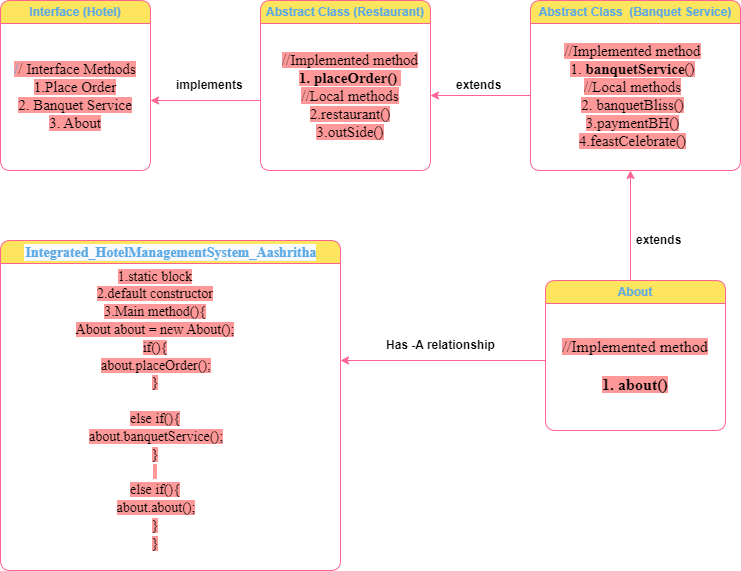 Interface (Hotel)
// Interface Methods
1.Place Order
2. Banquet Service
3. About
implements
Abstract Class (Restaurant)
//Implemented method
1. placeOrder()
//Local methods
2.restaurant()
3.outSide()
extends
Abstract Class (Banquet Service)
//Implemented method
1. banquetService()
//Local methods
2. banquetBliss()
3.paymentBH()
4.feastCelebrate()
extends
Integrated_HotelManagementSystem_Aashritha
1.static block
2.default constructor
3.Main method(){
About about = new About();
if(){
about.placeOrder();
}
else if(){
about.banquetService();
}
else if(){
about.about();
}
}
Has -A relationship
About
//Implemented method
1. about()